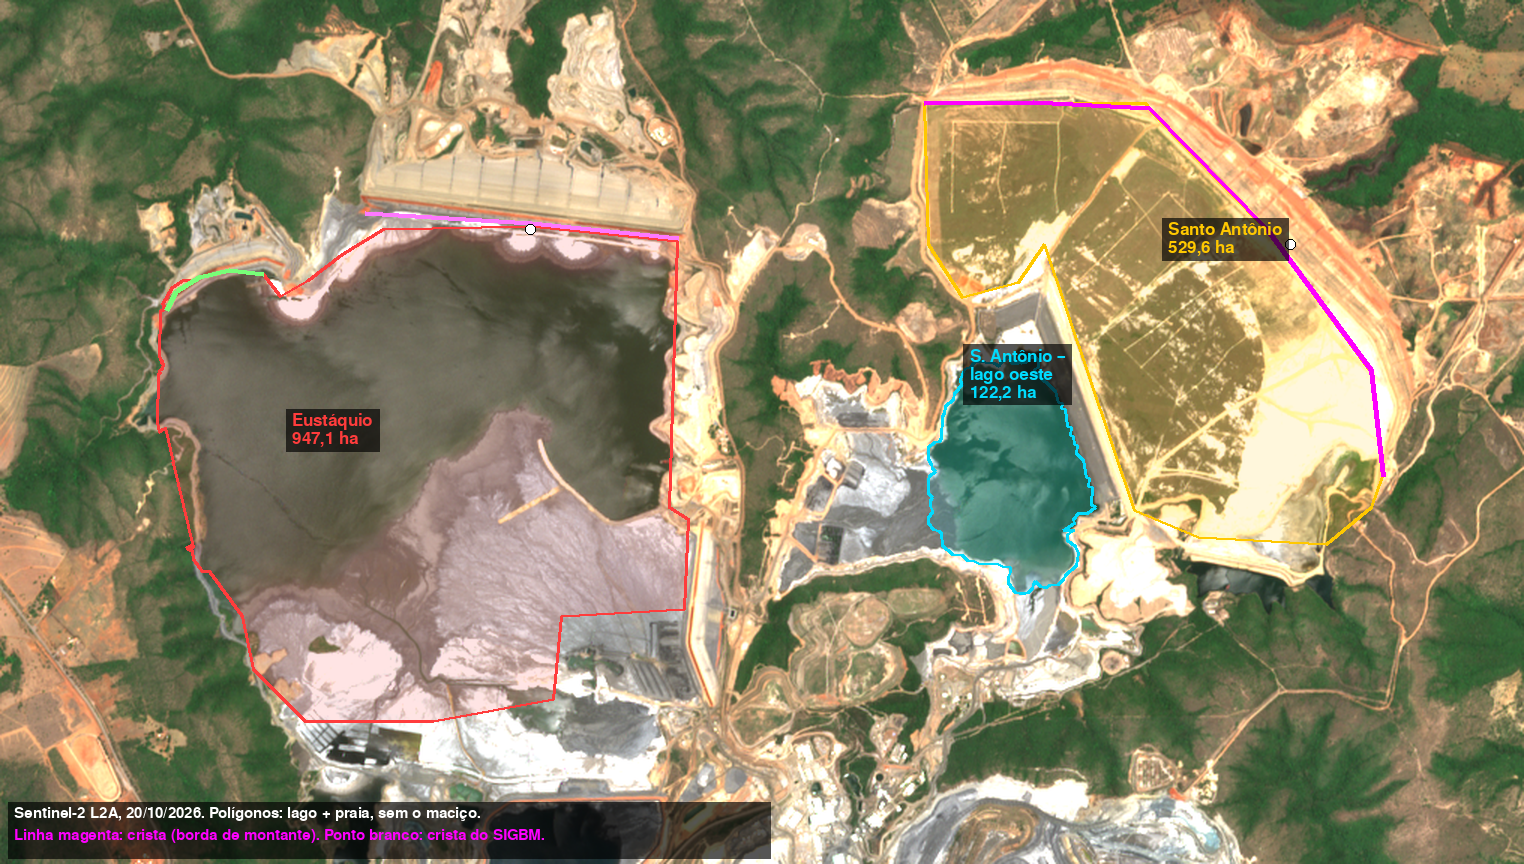 Santo Antônio
529,6 ha
S. Antônio –
lago oeste
122,2 ha
Eustáquio
947,1 ha
Sentinel-2 L2A, 20/10/2026. Polígonos: lago + praia, sem o maciço.
Linha magenta: crista (borda de montante). Ponto branco: crista do SIGBM.